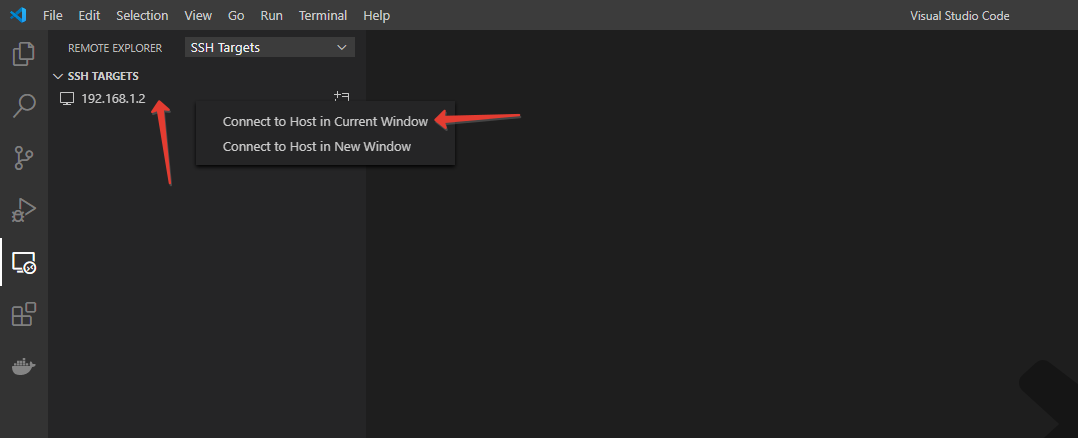 File Edit Selection View Go Run Terminal Help Visual Studio Code
REMOTE EXPLORER SSH Targets
SSH TARGETS
192.168.1.2
Connect to Host in Current Window
Connect to Host in New Window